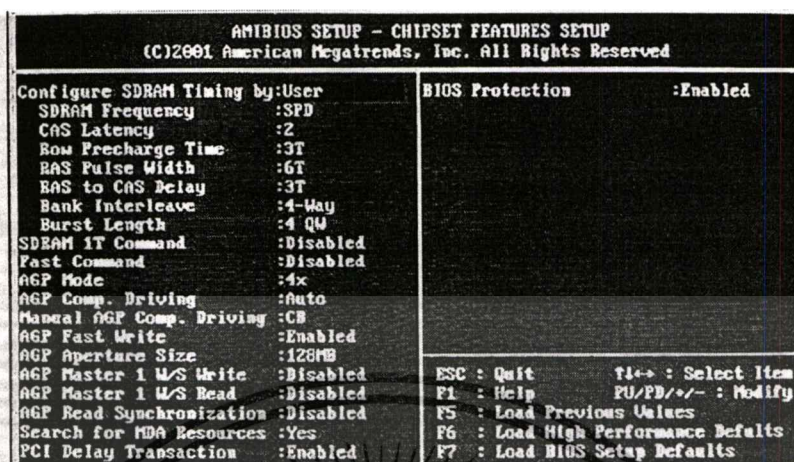 AMIBIOS SETUP - CHIPSET FEATURES SETUP
(C)2001 American Megatrends, Inc. All Rights Reserved
Configure SDRAM Timing by:User
SDRAM Frequency :SPD
CAS Latency :2
Row Precharge Time :3T
RAS Pulse Width :6T
RAS to CAS Delay :3T
Bank Interleave :4-Way
Burst Length :4 QW
SDRAM 1T Command :Disabled
Fast Command :Disabled
AGP Mode :4x
AGP Comp. Driving :Auto
Manual AGP Comp. Driving :CB
AGP Fast Write :Enabled
AGP Aperture Size :128MB
AGP Master 1 W/S Write :Disabled
AGP Master 1 W/S Read :Disabled
AGP Read Synchronization :Disabled
Search for MDA Resources :Yes
PCI Delay Transaction :Enabled
BIOS Protection :Enabled
ESC : Quit ↑↓←→ : Select Item
F1 : Help PU/PD/+/- : Modify
F5 : Load Previous Values
F6 : Load High Performance Defults
F7 : Load BIOS Setup Defaults